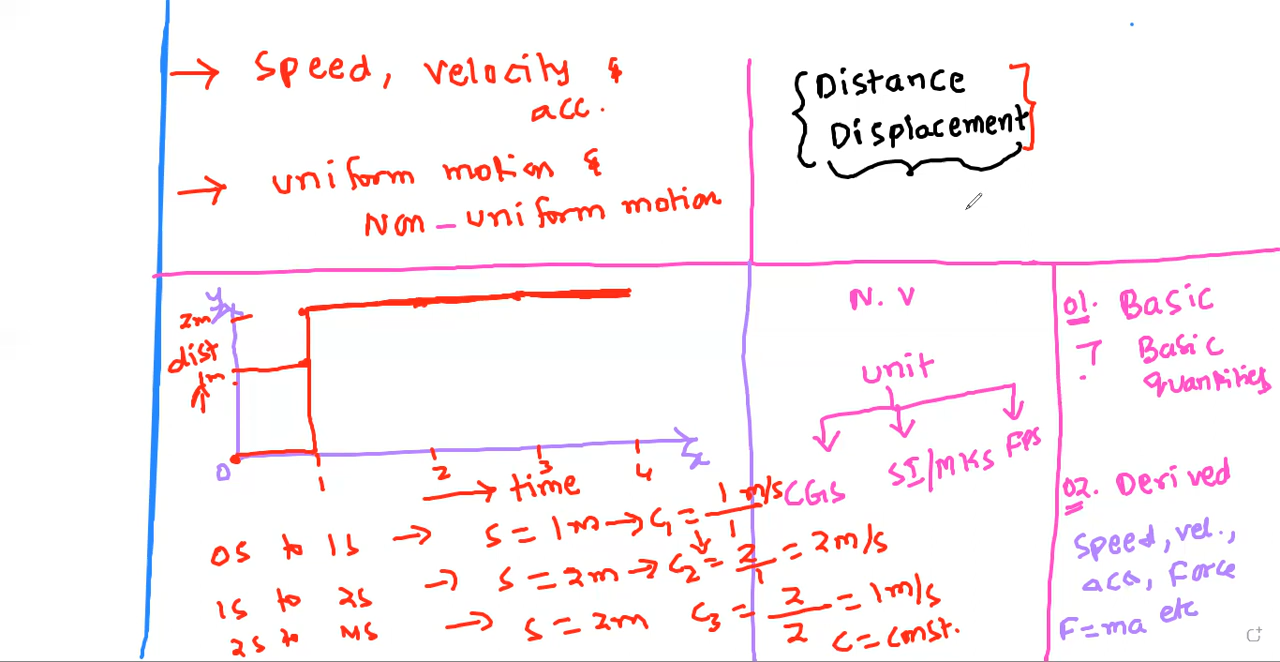 → Speed, velocity &
acc.
→ uniform motion &
Non-uniform motion
Distance
Displacement
y
2m
dist
1m
0
1
2
3
4
x
→ time
0s to 1s → s = 1m → C1 = 1/1 m/s
1s to 2s → s = 2m → C2 = 2/1 = 2m/s
2s to 4s → s = 2m C3 = 2/2 = 1m/s
C = const.
N. V
unit
CGS
SI/MKS
FPS
01. Basic
7 Basic
quantities
02. Derived
Speed, vel.,
acc, Force
F=ma etc